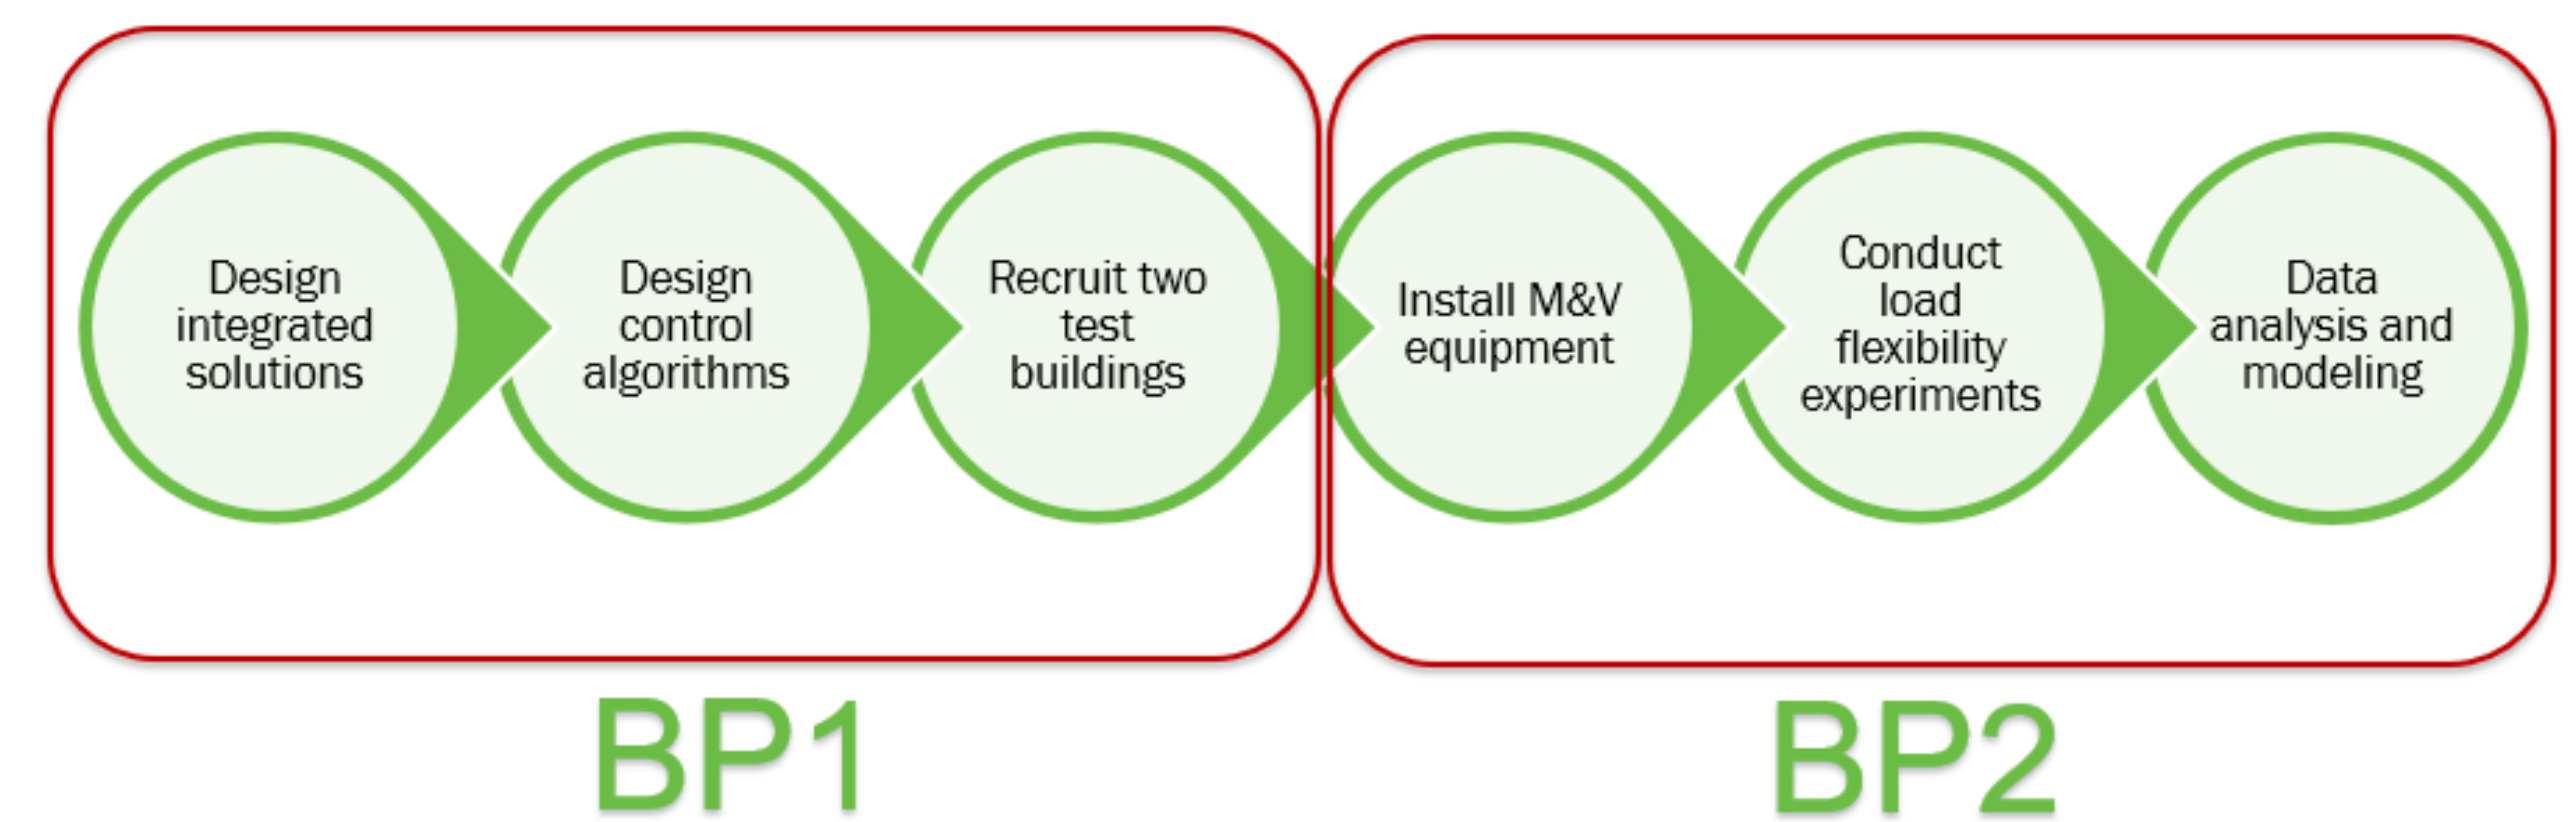 Design
integrated
solutions
Design
control
algorithms
Recruit two
test
buildings
Install M&V
equipment
Conduct
load
flexibility
experiments
Data
analysis and
modeling
BP1
BP2